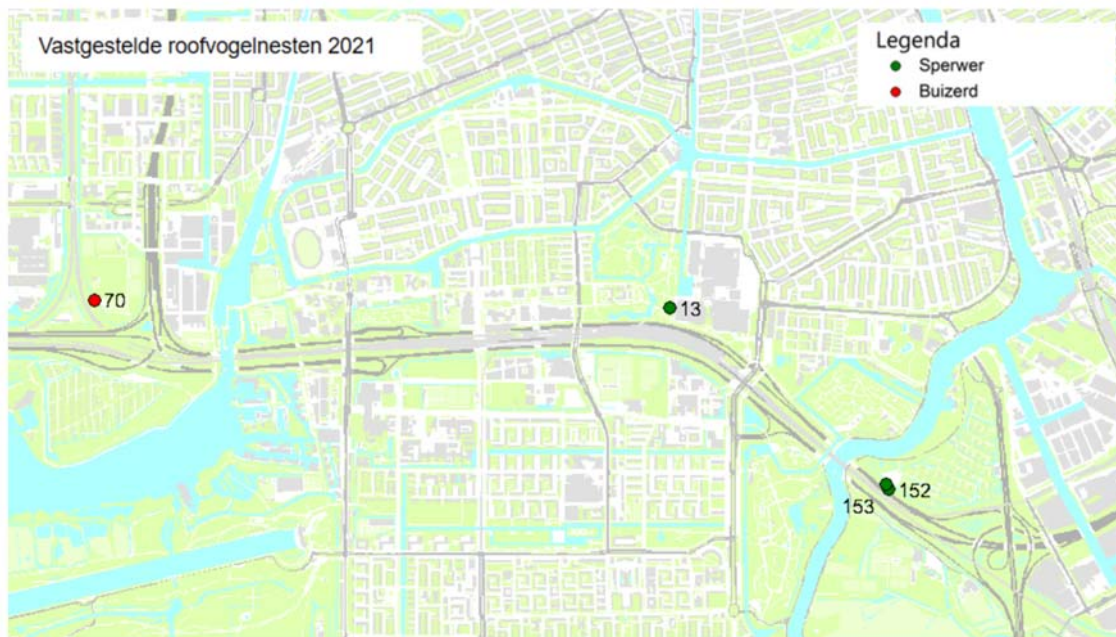 Vastgestelde roofvogelnesten 2021
Legenda
Sperwer
Buizerd
70
13
152
153